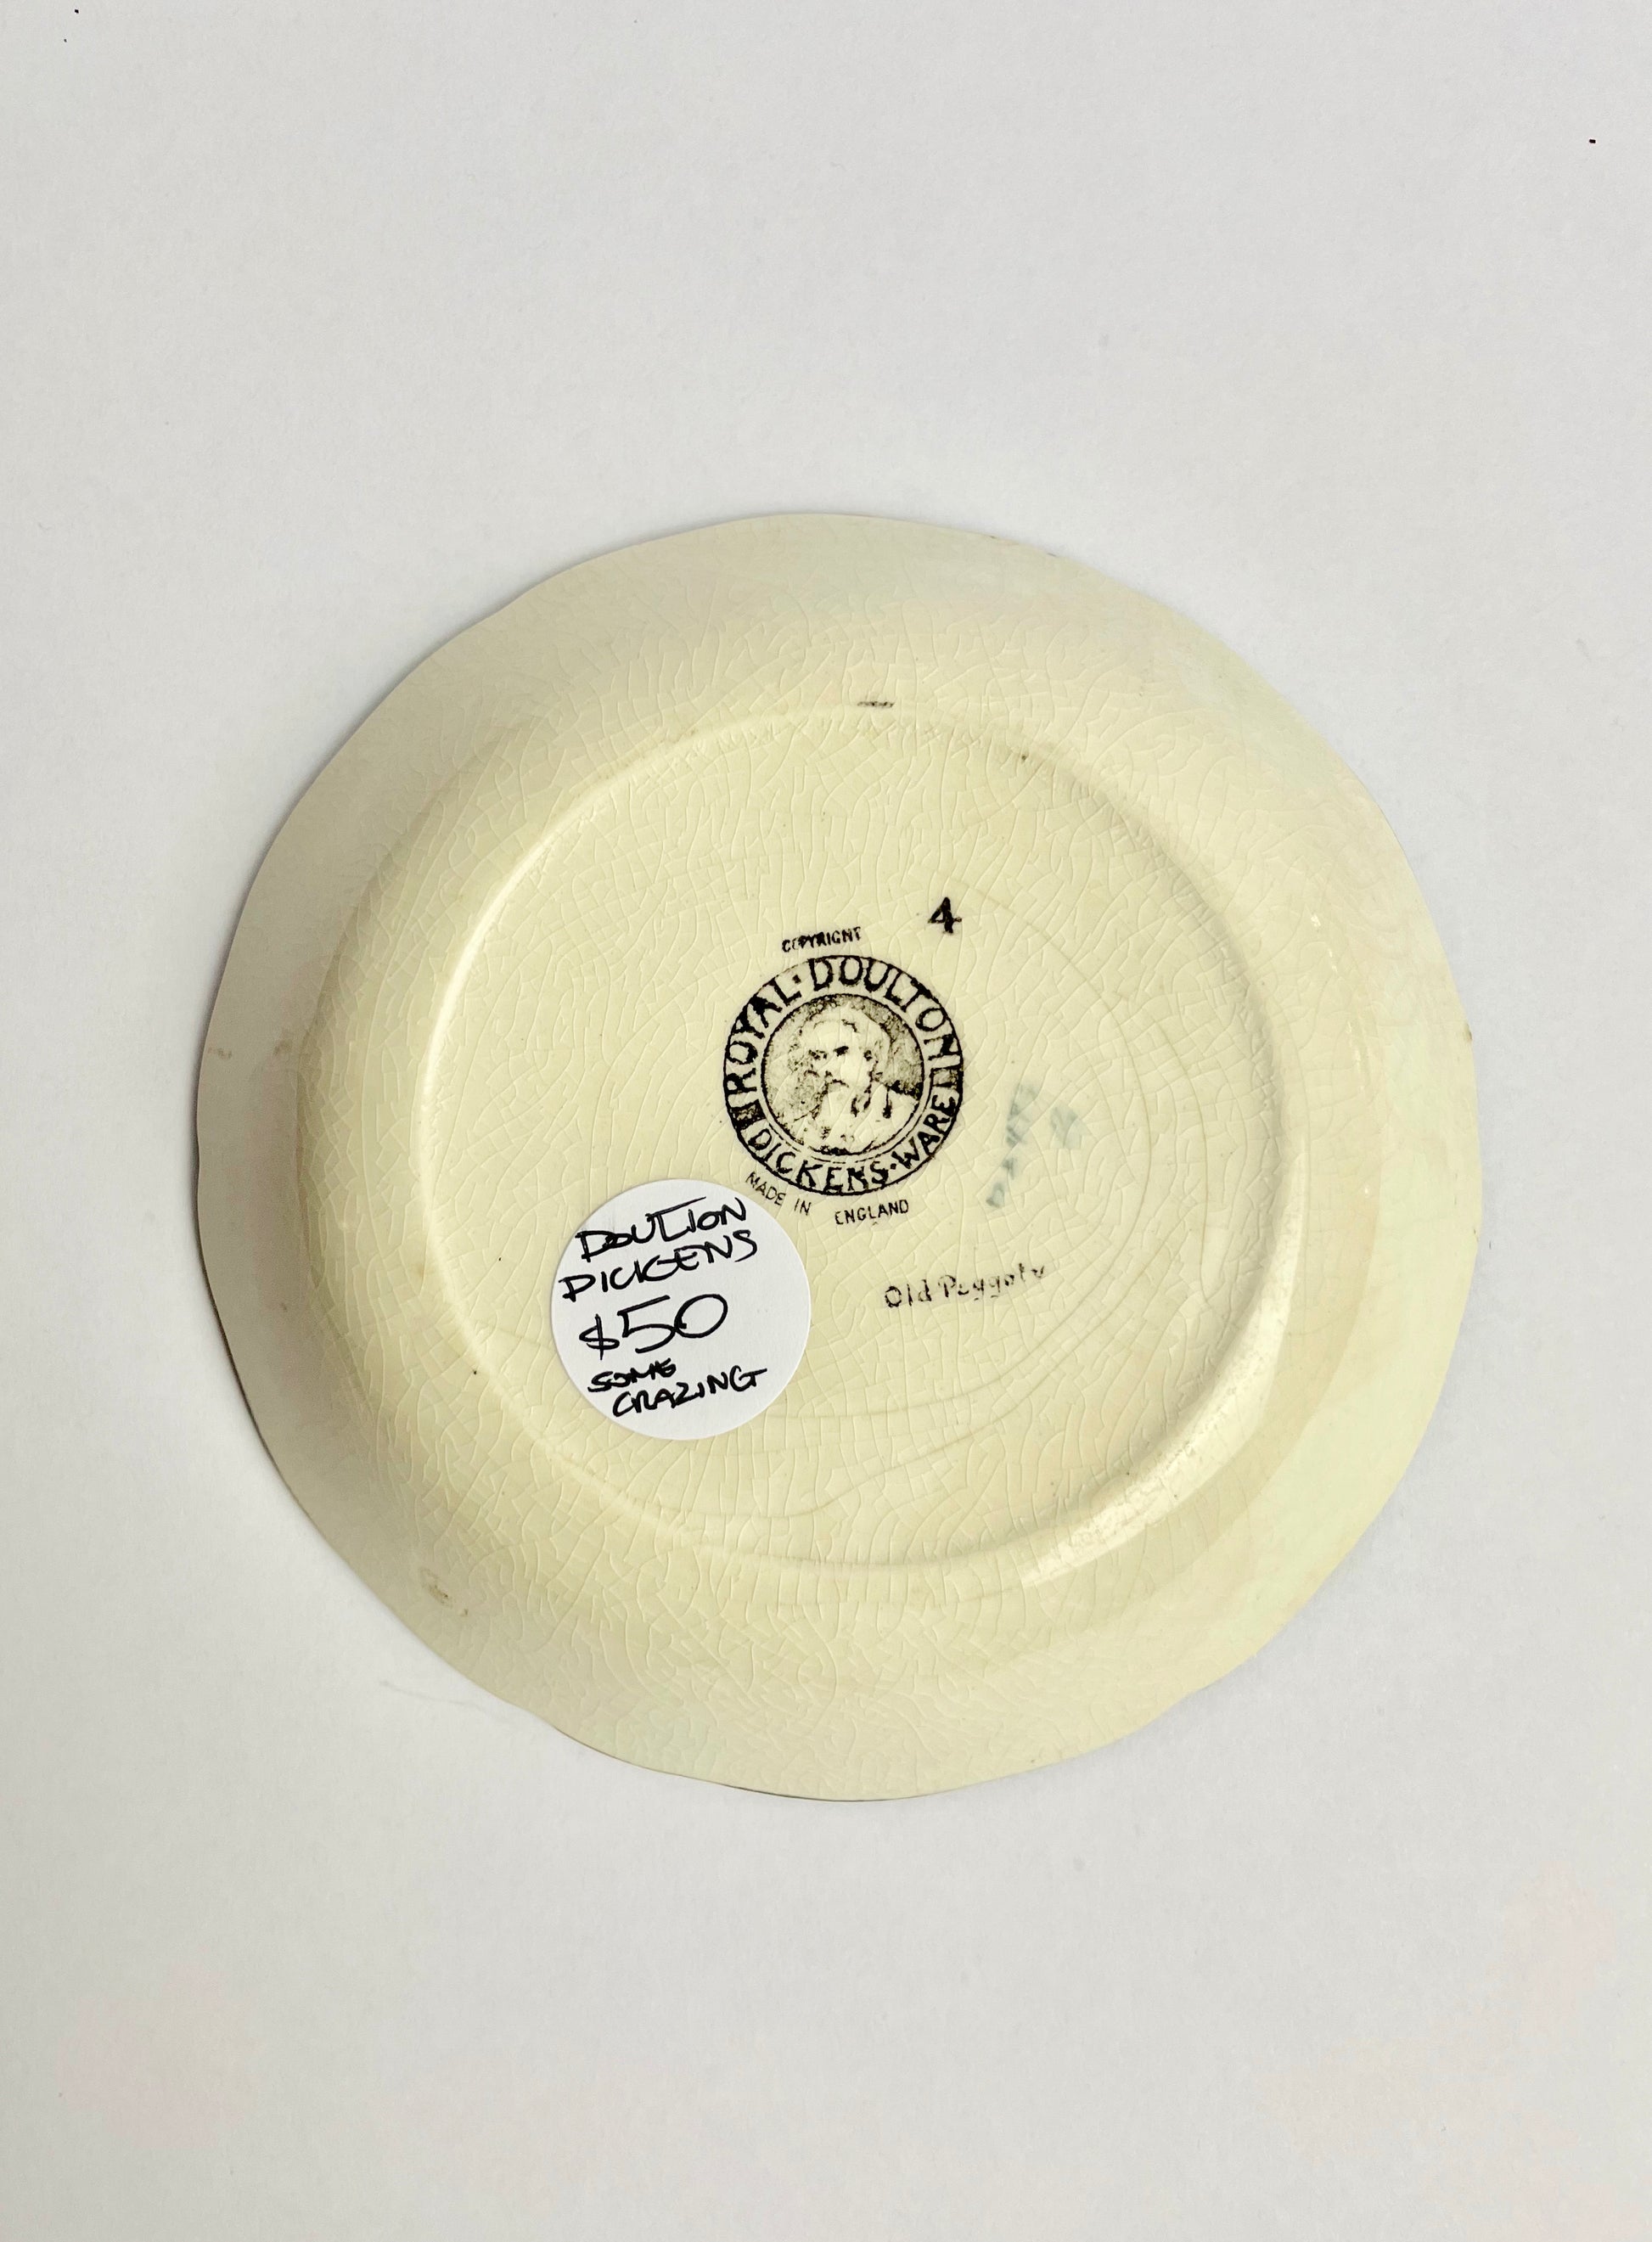 4
COPYRIGHT
ROYAL·DOULTON
DICKENS·WARE
MADE IN ENGLAND
Old Peggoty
DOULTON
DICKENS
$50
SOME
CRAZING